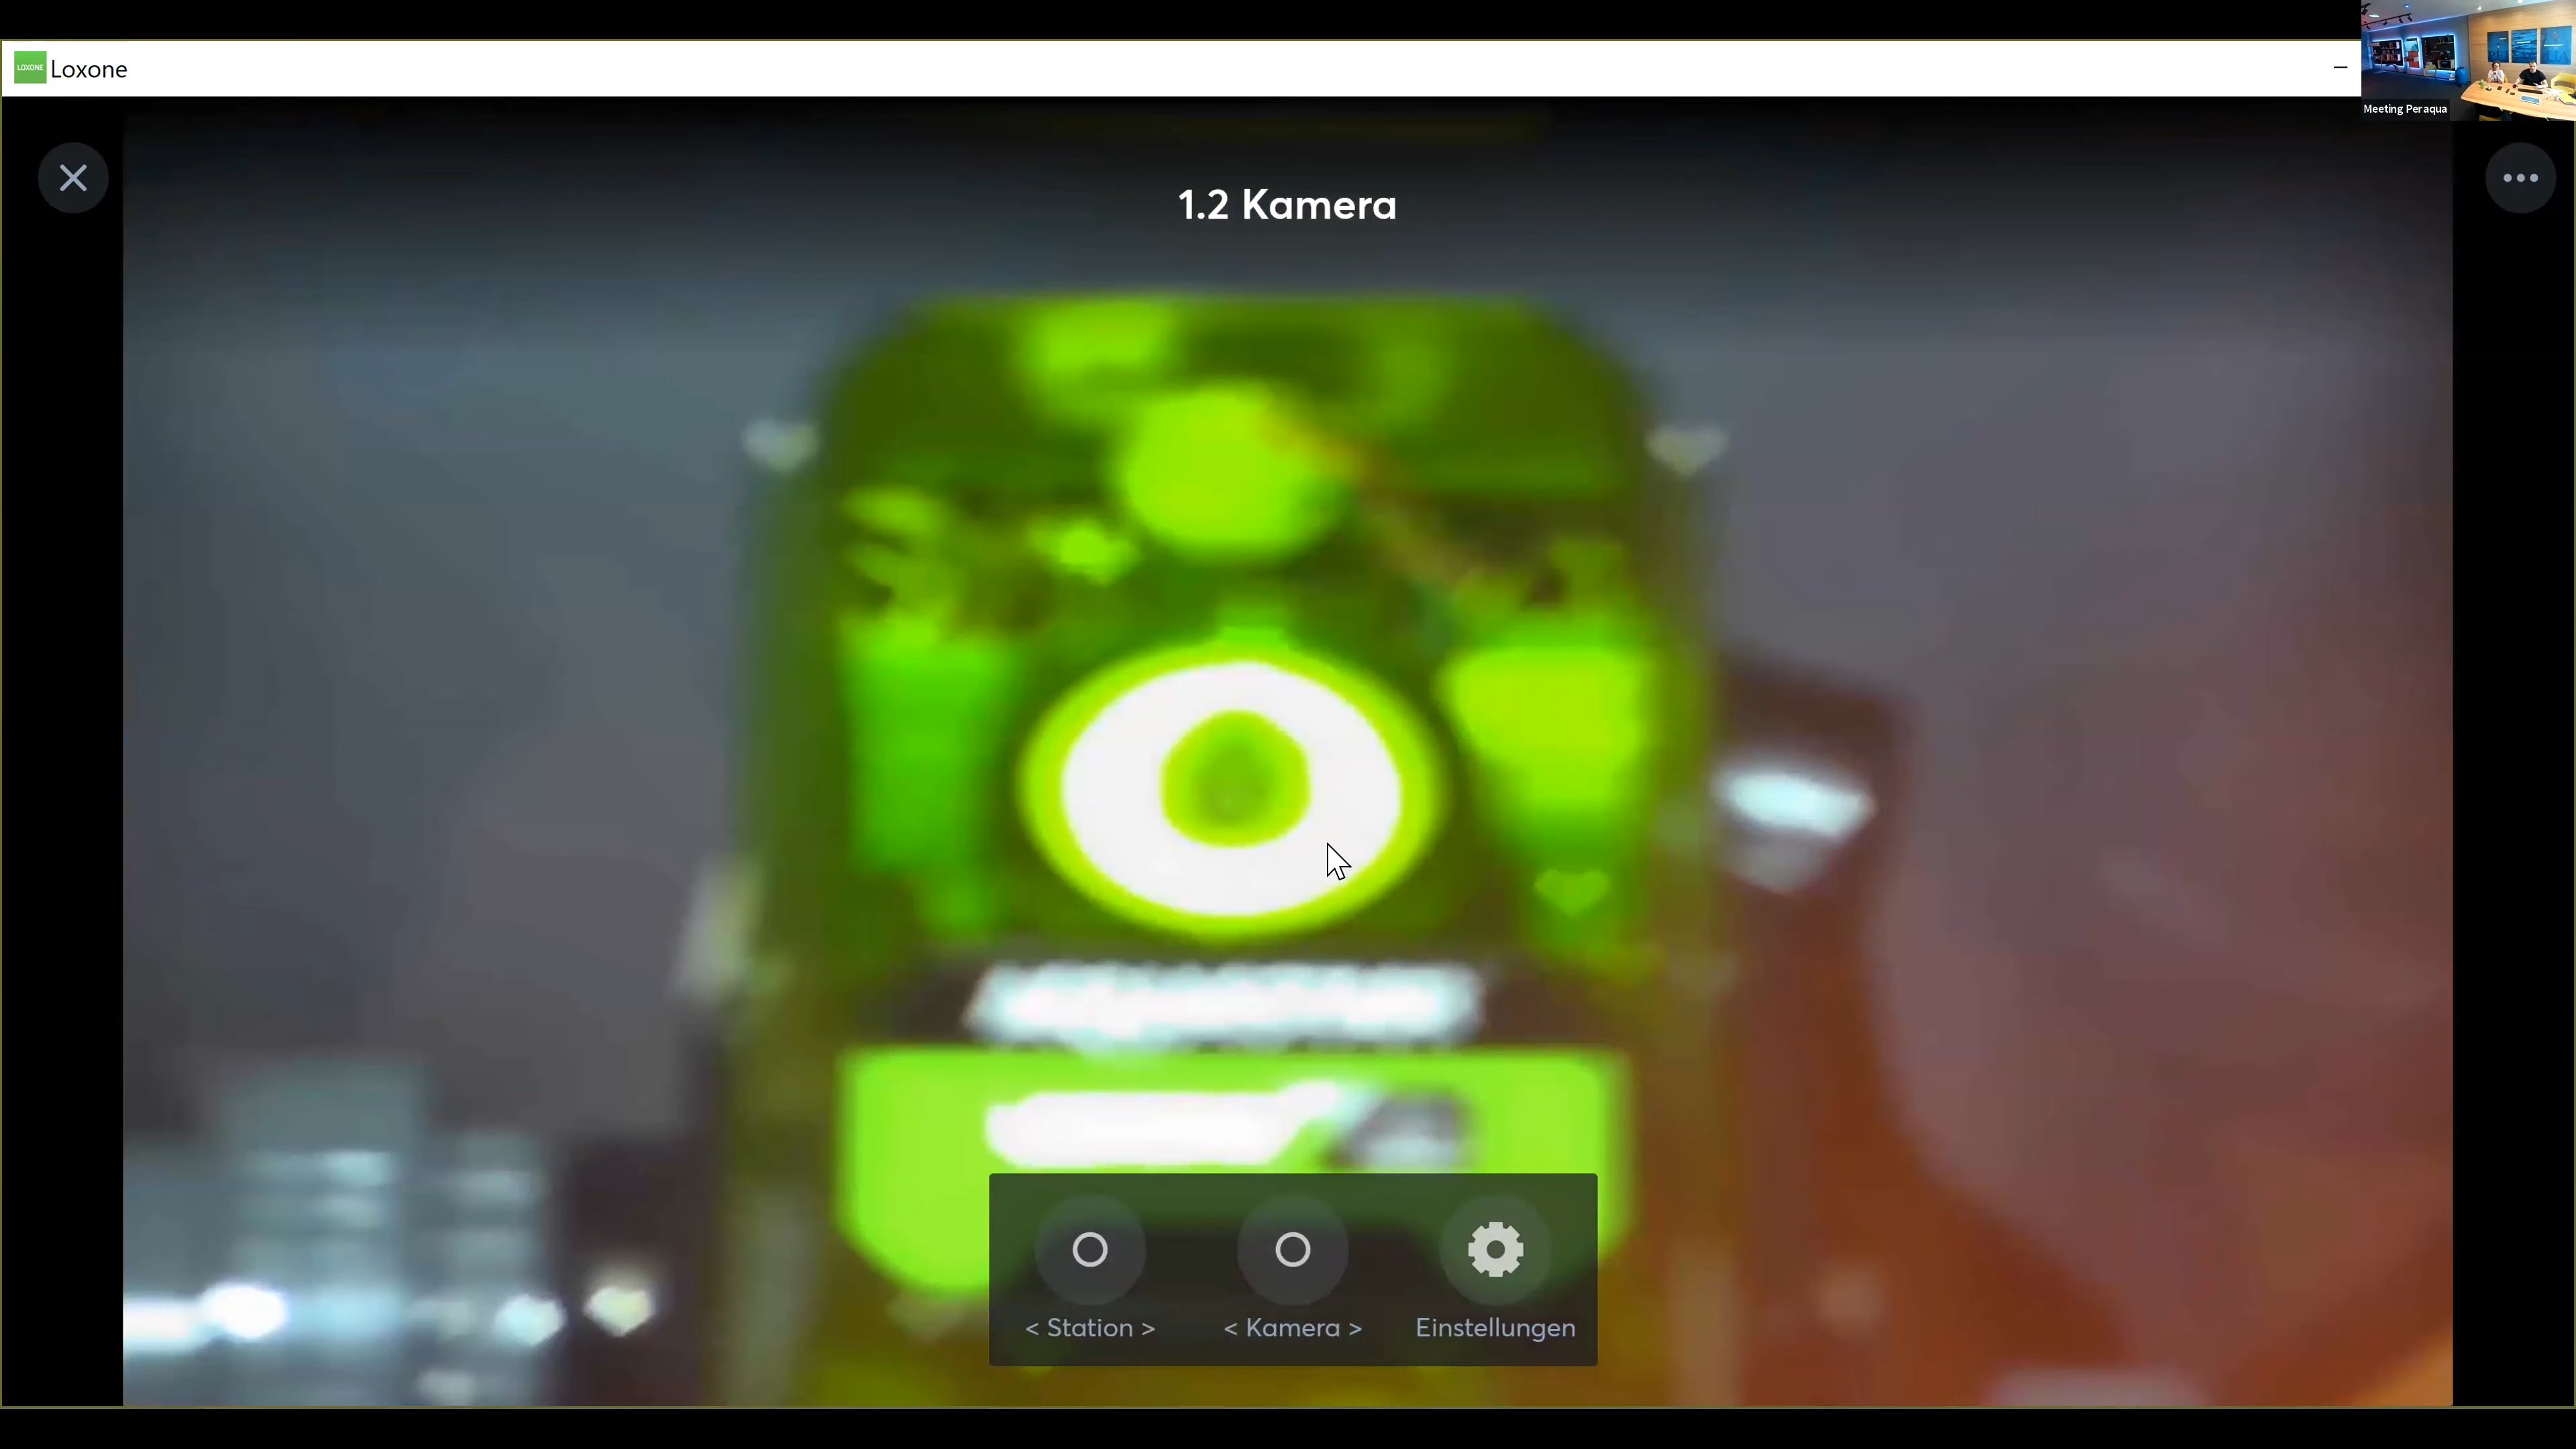 LOXONE
Loxone
Meeting Peraqua
1.2 Kamera
< Station >
< Kamera >
Einstellungen